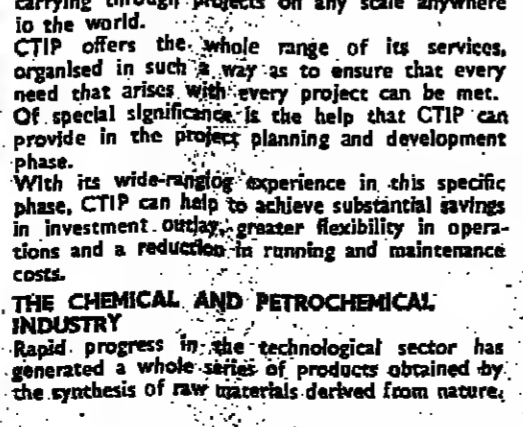 carrying through projects on any scale anywhere
in the world.
CTIP offers the whole range of its services,
organised in such a way as to ensure that every
need that arises with every project can be met.
Of special significance is the help that CTIP can
provide in the project planning and development
phase.
With its wide-ranging experience in this specific
phase, CTIP can help to achieve substantial savings
in investment outlay, greater flexibility in opera-
tions and a reduction in running and maintenance
costs.
THE CHEMICAL AND PETROCHEMICAL
INDUSTRY
Rapid progress in the technological sector has
generated a whole series of products obtained by
the synthesis of raw materials derived from nature,